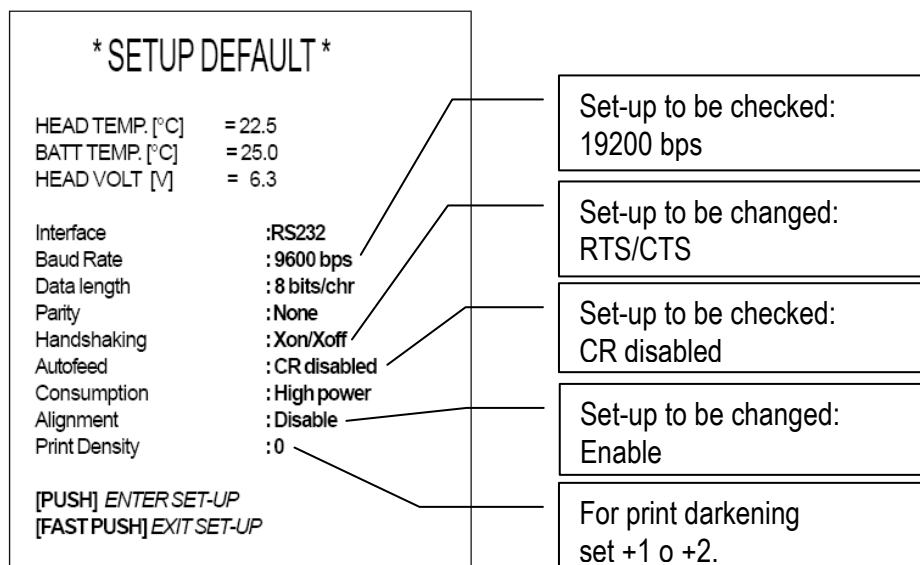 * SETUP DEFAULT *
HEAD TEMP. [°C] = 22.5
BATT TEMP. [°C] = 25.0
HEAD VOLT [V] = 6.3
Interface :RS232
Baud Rate : 9600 bps
Data length : 8 bits/chr
Parity : None
Handshaking : Xon/Xoff
Autofeed : CR disabled
Consumption : High power
Alignment : Disable
Print Density : 0
[PUSH] ENTER SET-UP
[FAST PUSH] EXIT SET-UP
Set-up to be checked:
19200 bps
Set-up to be changed:
RTS/CTS
Set-up to be checked:
CR disabled
Set-up to be changed:
Enable
For print darkening
set +1 o +2.